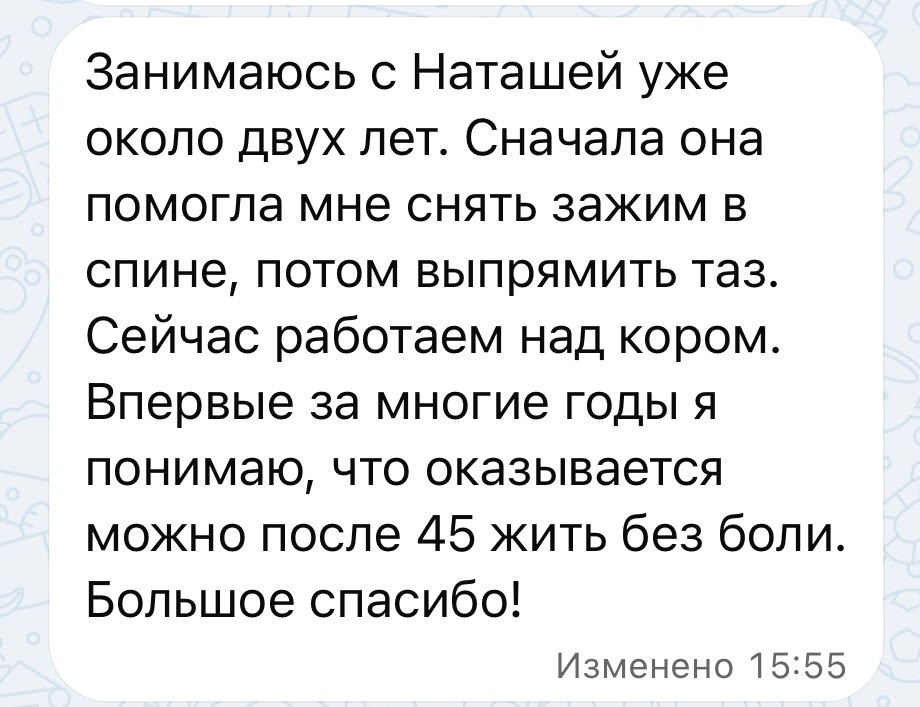 Занимаюсь с Наташей уже
около двух лет. Сначала она
помогла мне снять зажим в
спине, потом выпрямить таз.
Сейчас работаем над кором.
Впервые за многие годы я
понимаю, что оказывается
можно после 45 жить без боли.
Большое спасибо!
Изменено 15:55